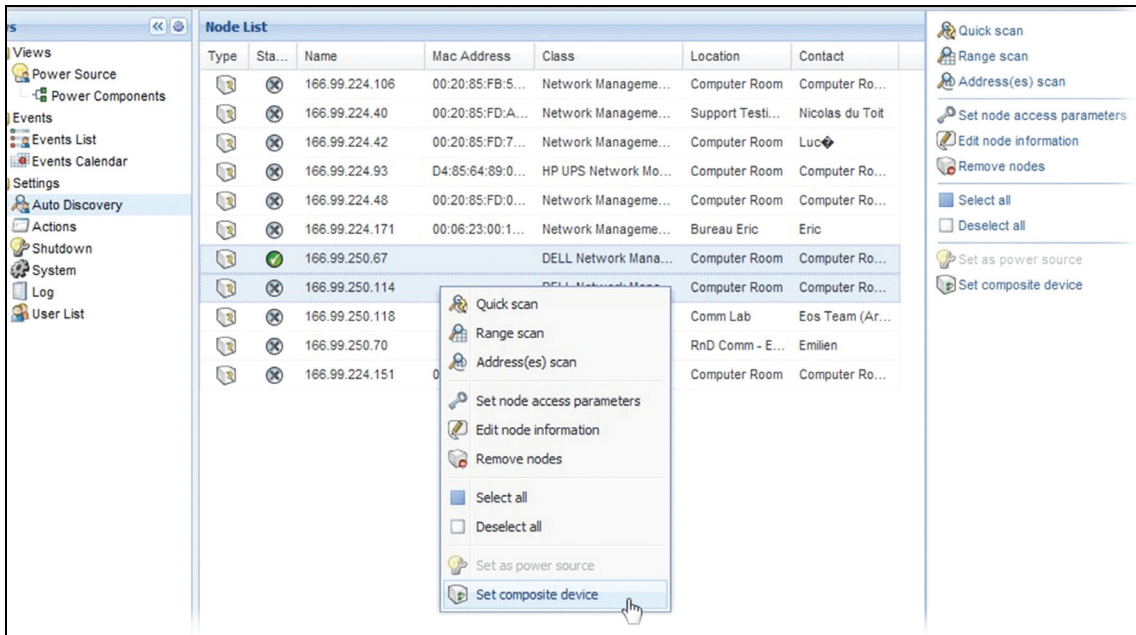 s
Views
Power Source
Power Components
Events
Events List
Events Calendar
Settings
Auto Discovery
Actions
Shutdown
System
Log
User List
Node List
Type Sta... Name Mac Address Class Location Contact
166.99.224.106 00:20:85:FB:5... Network Manageme... Computer Room Computer Ro...
166.99.224.40 00:20:85:FD:A... Network Manageme... Support Testi... Nicolas du Toit
166.99.224.42 00:20:85:FD:7... Network Manageme... Computer Room Luc�
166.99.224.93 D4:85:64:89:0... HP UPS Network Mo... Computer Room Computer Ro...
166.99.224.48 00:20:85:FD:0... Network Manageme... Computer Room Computer Ro...
166.99.224.171 00:06:23:00:1... Network Manageme... Bureau Eric Eric
166.99.250.67 DELL Network Mana... Computer Room Computer Ro...
166.99.250.114 DELL Network Mana... Computer Room Computer Ro...
166.99.250.118 Comm Lab Eos Team (Ar...
166.99.250.70 RnD Comm - E... Emilien
166.99.224.151 0 Computer Room Computer Ro...
Quick scan
Range scan
Address(es) scan
Set node access parameters
Edit node information
Remove nodes
Select all
Deselect all
Set as power source
Set composite device
Quick scan
Range scan
Address(es) scan
Set node access parameters
Edit node information
Remove nodes
Select all
Deselect all
Set as power source
Set composite device